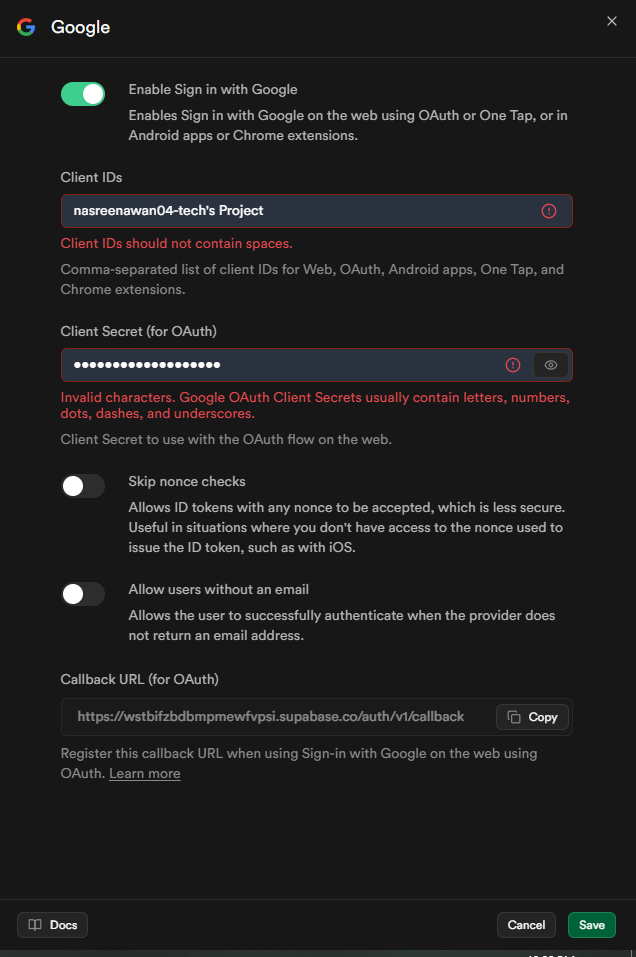 Google
Enable Sign in with Google
Enables Sign in with Google on the web using OAuth or One Tap, or in
Android apps or Chrome extensions.
Client IDs
nasreenawan04-tech's Project
Client IDs should not contain spaces.
Comma-separated list of client IDs for Web, OAuth, Android apps, One Tap, and
Chrome extensions.
Client Secret (for OAuth)
•••••••••••••••••••
Invalid characters. Google OAuth Client Secrets usually contain letters, numbers,
dots, dashes, and underscores.
Client Secret to use with the OAuth flow on the web.
Skip nonce checks
Allows ID tokens with any nonce to be accepted, which is less secure.
Useful in situations where you don't have access to the nonce used to
issue the ID token, such as with iOS.
Allow users without an email
Allows the user to successfully authenticate when the provider does
not return an email address.
Callback URL (for OAuth)
https://wstbifzbdbmpmewfvpsi.supabase.co/auth/v1/callback
Copy
Register this callback URL when using Sign-in with Google on the web using
OAuth. Learn more
Docs
Cancel
Save